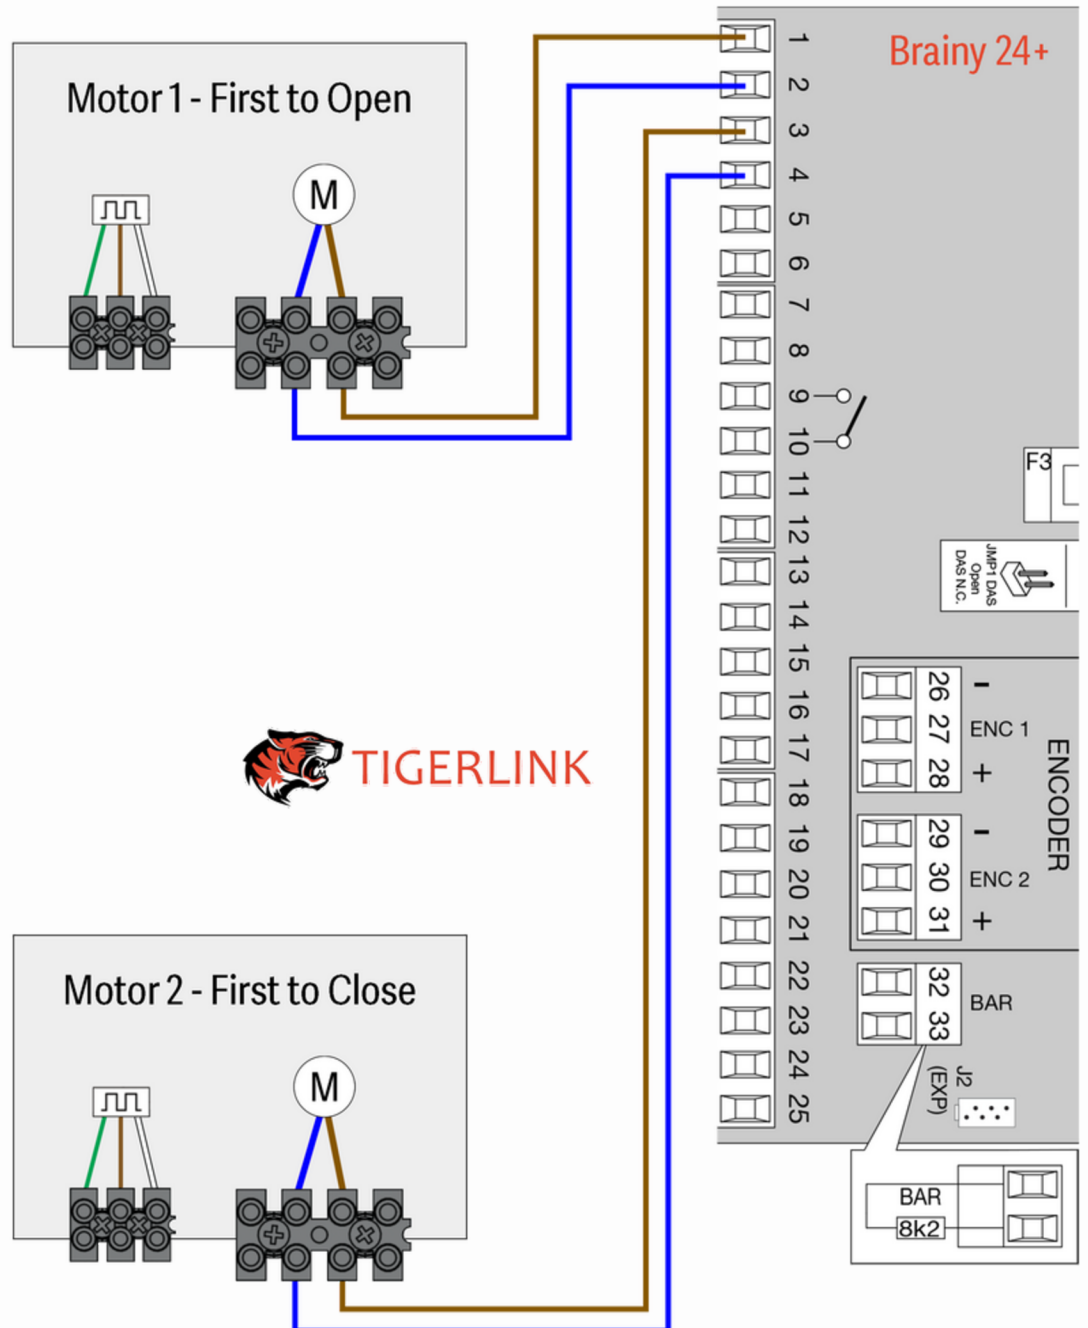 Brainy 24+
Motor 1 - First to Open
M
1
2
3
4
5
6
7
8
9
10
11
12
13
14
15
16
17
18
19
20
21
22
23
24
25
F3
JMP1 DAS
Open
DAS N.C.
TIGERLINK
26 -
27 ENC 1
28 +
29 -
30 ENC 2
31 +
ENCODER
32
33
BAR
J2
(EXP)
Motor 2 - First to Close
M
BAR
8k2